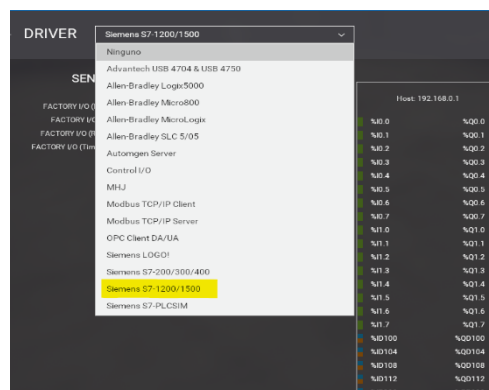 DRIVER
Siemens S7-1200/1500
Ninguno
Advantech USB 4704 & USB 4750
Allen-Bradley Logix5000
Allen-Bradley Micro800
Allen-Bradley MicroLogix
Allen-Bradley SLC 5/05
Automgen Server
Control I/O
MHJ
Modbus TCP/IP Client
Modbus TCP/IP Server
OPC Client DA/UA
Siemens LOGO!
Siemens S7-200/300/400
Siemens S7-1200/1500
Siemens S7-PLCSIM
SEN
FACTORY I/O (
FACTORY I/O
FACTORY I/O (
FACTORY I/O (Tim
Host: 192.168.0.1
%I0.0 %Q0.0
%I0.1 %Q0.1
%I0.2 %Q0.2
%I0.3 %Q0.3
%I0.4 %Q0.4
%I0.5 %Q0.5
%I0.6 %Q0.6
%I0.7 %Q0.7
%I1.0 %Q1.0
%I1.1 %Q1.1
%I1.2 %Q1.2
%I1.3 %Q1.3
%I1.4 %Q1.4
%I1.5 %Q1.5
%I1.6 %Q1.6
%I1.7 %Q1.7
%ID100 %QD100
%ID104 %QD104
%ID108 %QD108
%ID112 %QD112